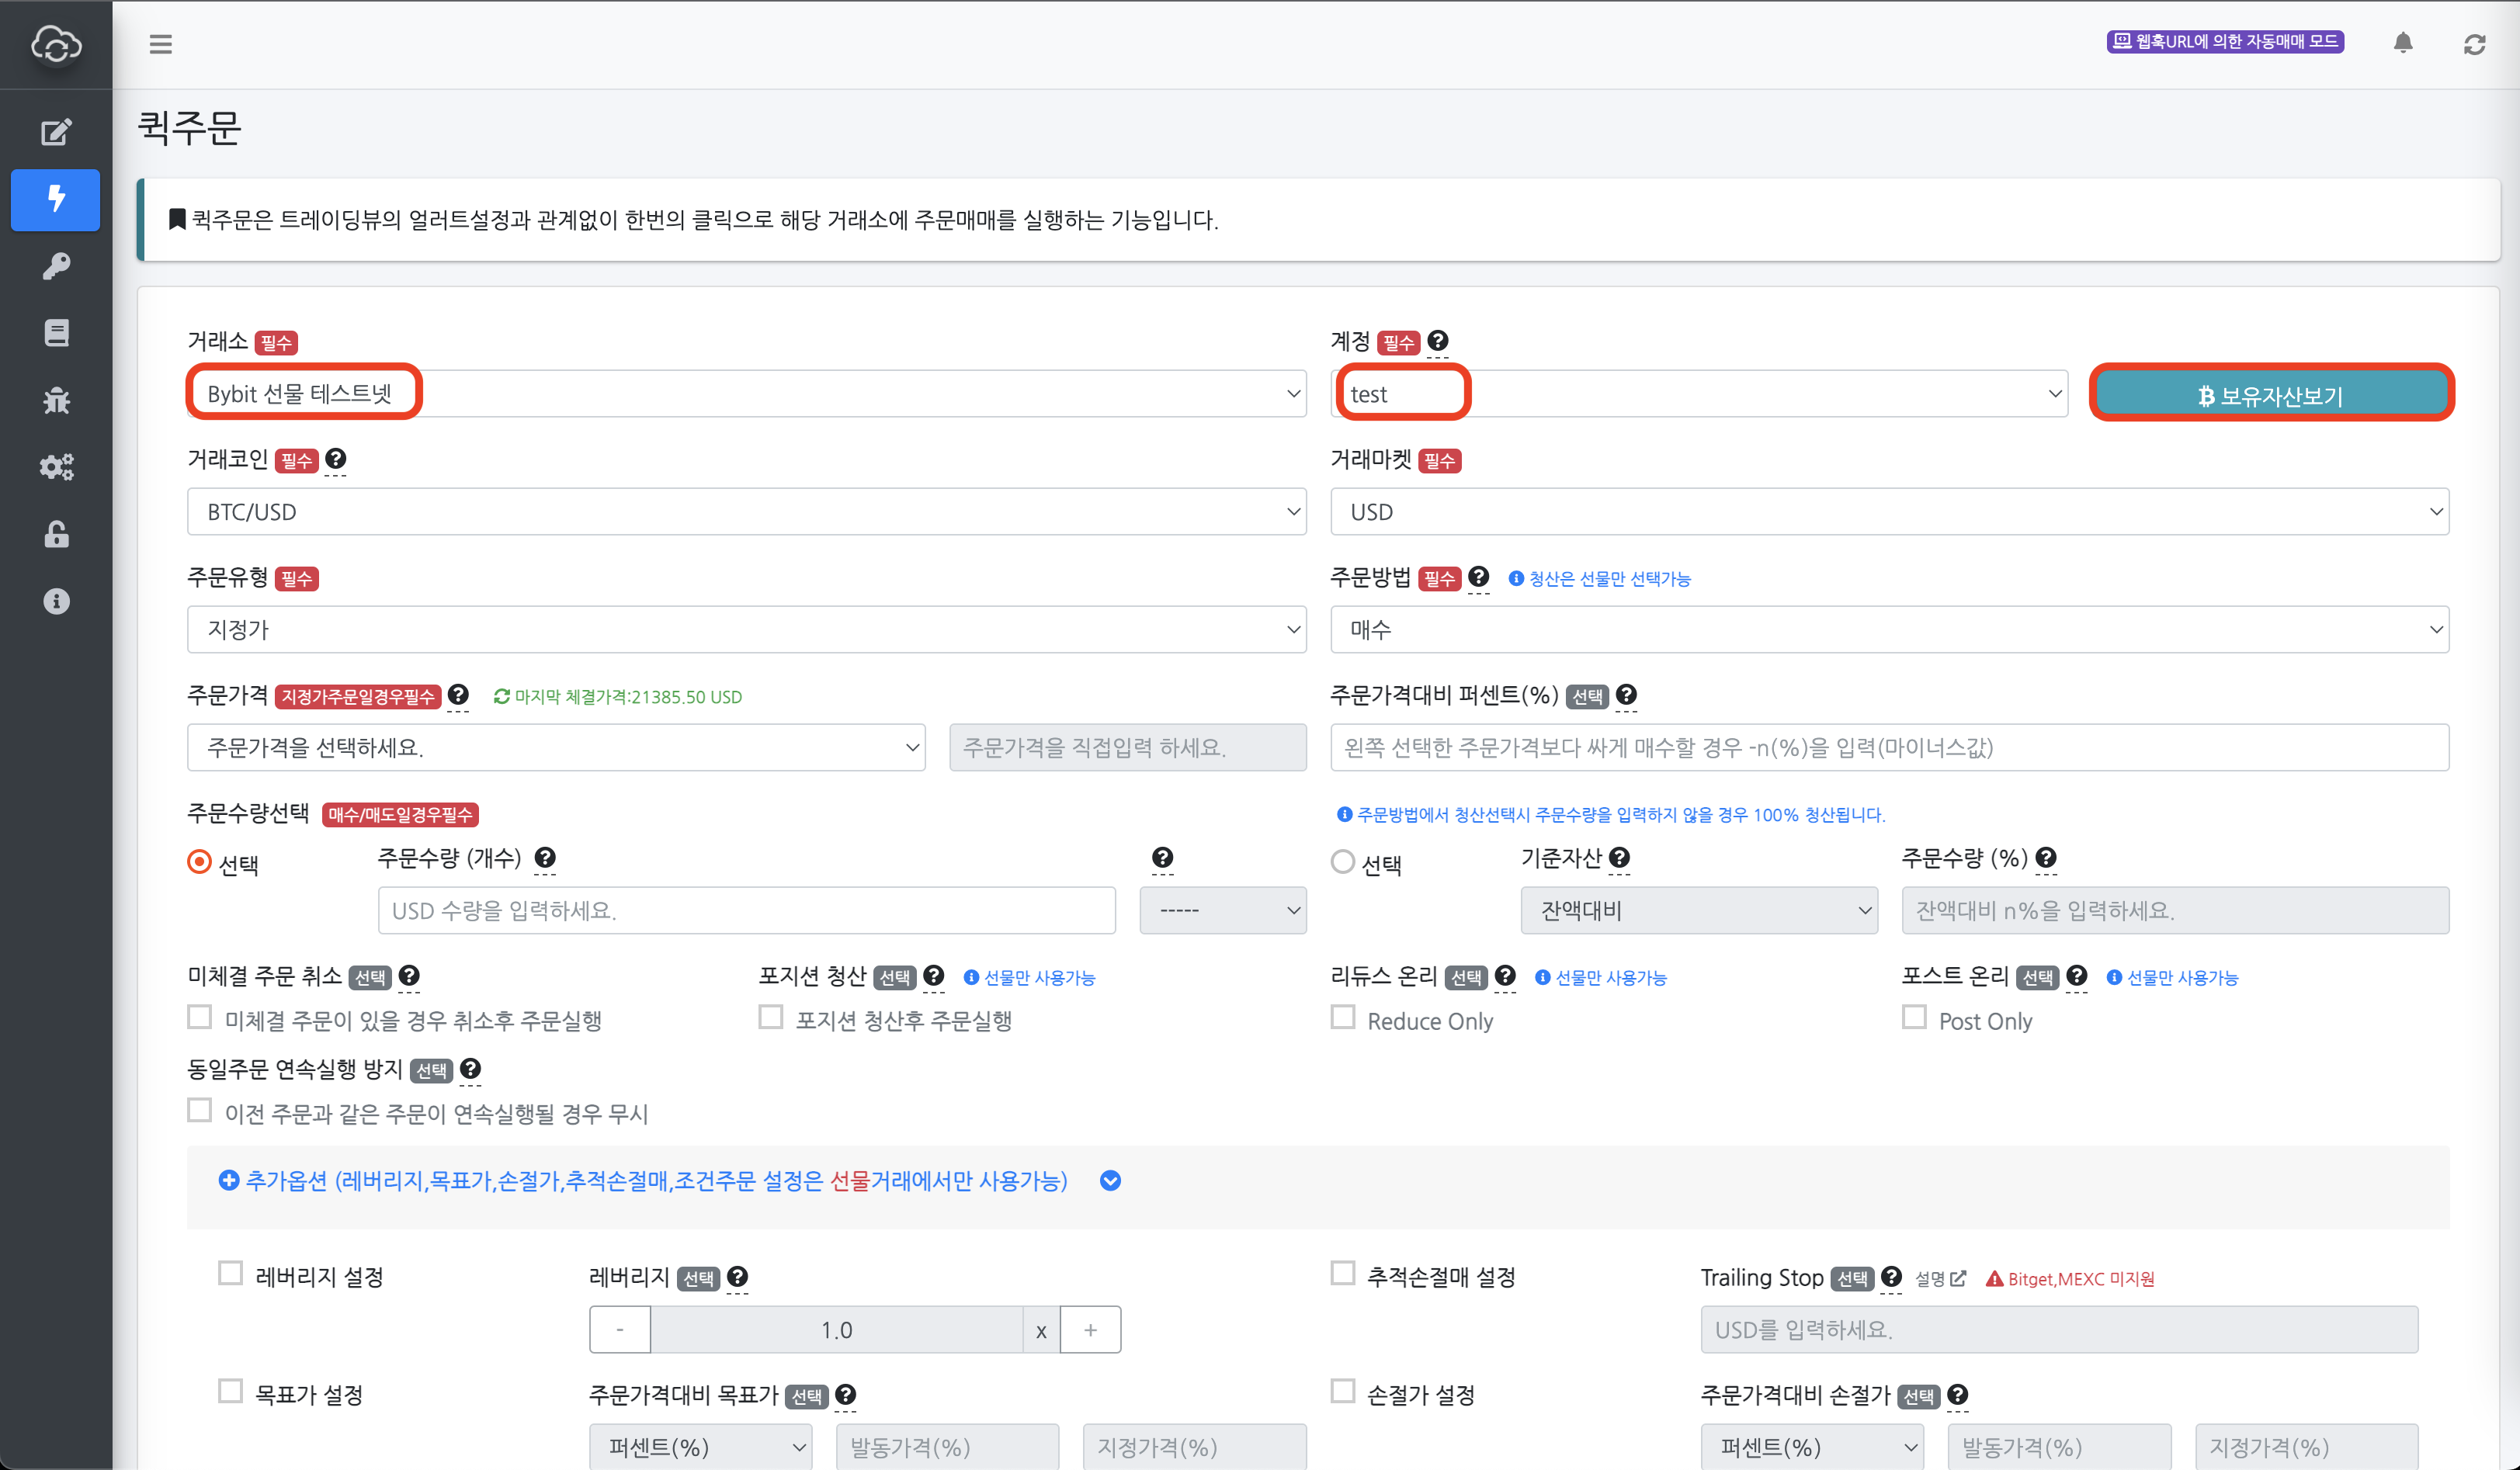 웹훅URL에 의한 자동매매 모드
퀵주문
퀵주문은 트레이딩뷰의 얼러트설정과 관계없이 한번의 클릭으로 해당 거래소에 주문매매를 실행하는 기능입니다.
거래소 필수
계정 필수
Bybit 선물 테스트넷
test
보유자산보기
거래코인 필수
거래마켓 필수
BTC/USD
USD
주문유형 필수
주문방법 필수 청산은 선물만 선택가능
지정가
매수
주문가격 지정가주문일경우필수 마지막 체결가격:21385.50 USD
주문가격대비 퍼센트(%) 선택
주문가격을 선택하세요.
주문가격을 직접입력 하세요.
왼쪽 선택한 주문가격보다 싸게 매수할 경우 -n(%)을 입력(마이너스값)
주문수량선택 매수/매도일경우필수
주문방법에서 청산선택시 주문수량을 입력하지 않을 경우 100% 청산됩니다.
선택
주문수량 (개수)
선택
기준자산
주문수량 (%)
USD 수량을 입력하세요.
-----
잔액대비
잔액대비 n%을 입력하세요.
미체결 주문 취소 선택
포지션 청산 선택 선물만 사용가능
리듀스 온리 선택 선물만 사용가능
포스트 온리 선택 선물만 사용가능
미체결 주문이 있을 경우 취소후 주문실행
포지션 청산후 주문실행
Reduce Only
Post Only
동일주문 연속실행 방지 선택
이전 주문과 같은 주문이 연속실행될 경우 무시
추가옵션 (레버리지,목표가,손절가,추적손절매,조건주문 설정은 선물거래에서만 사용가능)
레버리지 설정
레버리지 선택
추적손절매 설정
Trailing Stop 선택 설명 Bitget,MEXC 미지원
- 1.0 x +
USD를 입력하세요.
목표가 설정
주문가격대비 목표가 선택
손절가 설정
주문가격대비 손절가 선택
퍼센트(%)
발동가격(%)
지정가격(%)
퍼센트(%)
발동가격(%)
지정가격(%)